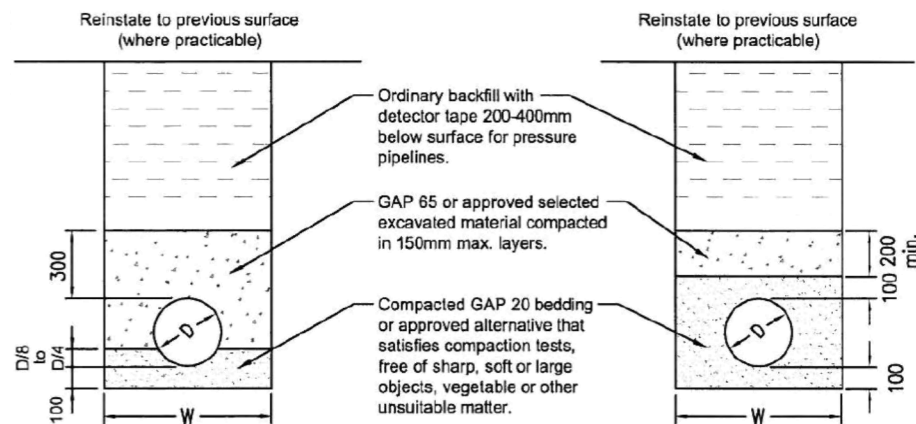 Reinstate to previous surface
(where practicable)
Reinstate to previous surface
(where practicable)
Ordinary backfill with
detector tape 200-400mm
below surface for pressure
pipelines.
GAP 65 or approved selected
excavated material compacted
in 150mm max. layers.
Compacted GAP 20 bedding
or approved alternative that
satisfies compaction tests,
free of sharp, soft or large
objects, vegetable or other
unsuitable matter.
300
D/8
to
D/4
100
D
W
200
min.
100
100
D
W